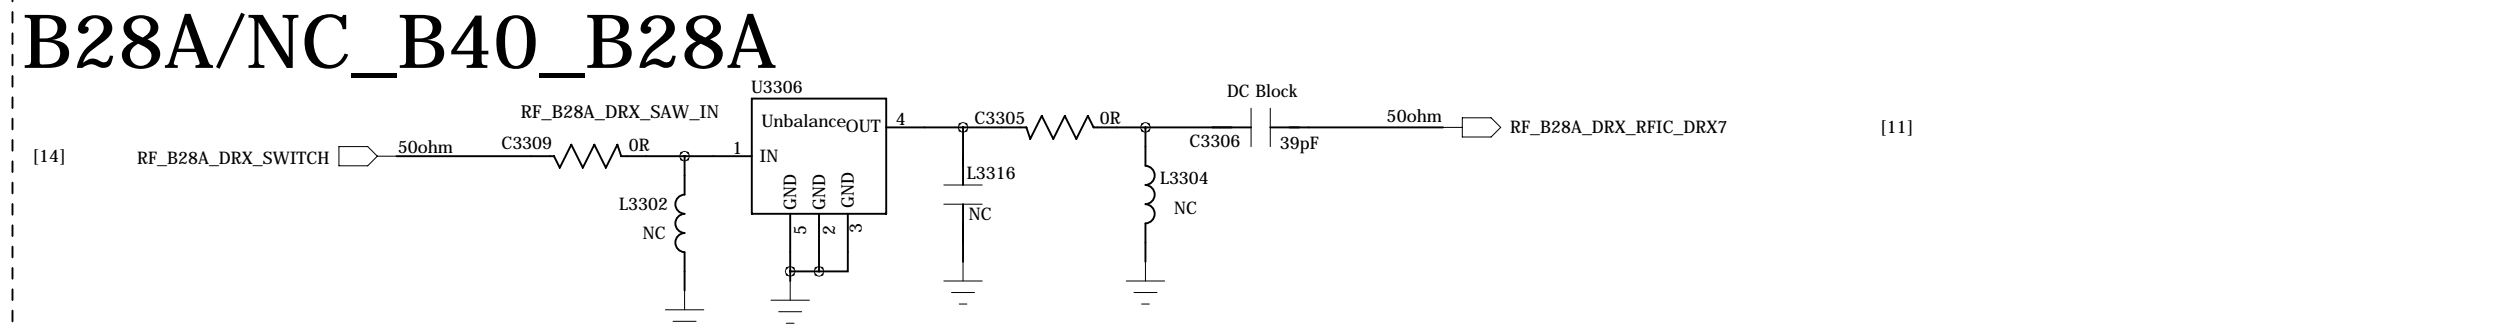 B28A/NC_B40_B28A
U3306
DC Block
RF_B28A_DRX_SAW_IN
Unbalance
OUT
4
C3305
0R
50ohm
RF_B28A_DRX_RFIC_DRX7
[11]
C3306
39pF
[14]
RF_B28A_DRX_SWITCH
50ohm
C3309
0R
1
IN
L3302
NC
GND
GND
GND
5
2
3
L3316
NC
L3304
NC